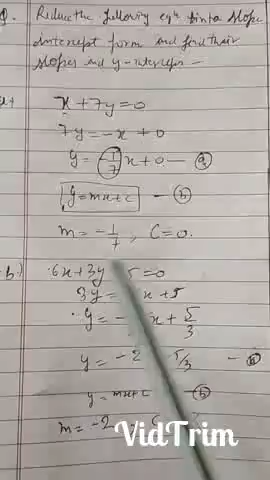 Q. Reduce the following eqⁿ into slope
intercept form and find their
slopes and y-intercepts –
x + 7y = 0
7y = -x + 0
y = -1/7 x + 0 — (a)
y = mx + c — (b)
m = -1/7, C = 0.
b.) 6x + 3y 5 = 0
3y = x + 5
y = - x + 5/3
y = -2 5/3 — (a)
y = mx + c — (b)
m = -2
VidTrim